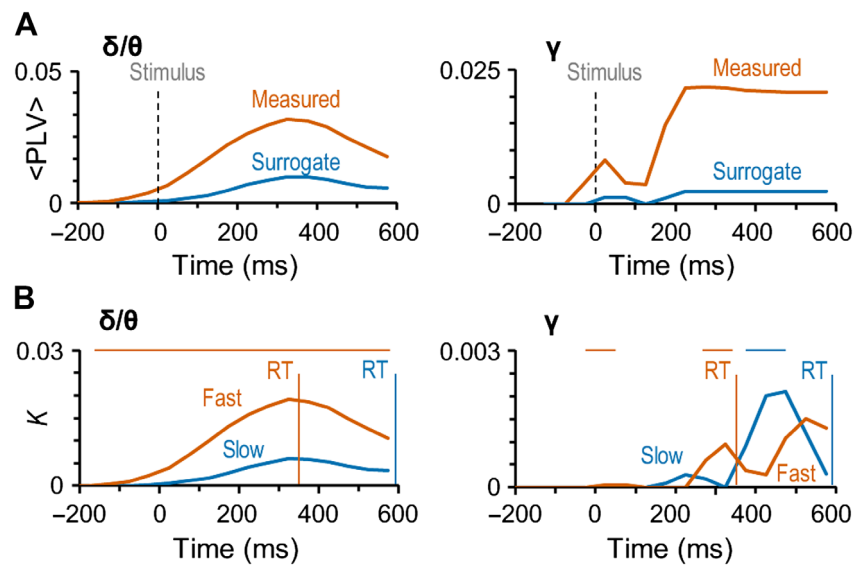 A
δ/θ
γ
0.05
Stimulus
Measured
Surrogate
<PLV>
0
−200
0
200
400
600
Time (ms)
0.025
Stimulus
Measured
Surrogate
0
−200
0
200
400
600
Time (ms)
B
δ/θ
γ
0.03
RT
RT
Fast
Slow
K
0
−200
0
200
400
600
Time (ms)
0.003
RT
RT
Slow
Fast
0
−200
0
200
400
600
Time (ms)